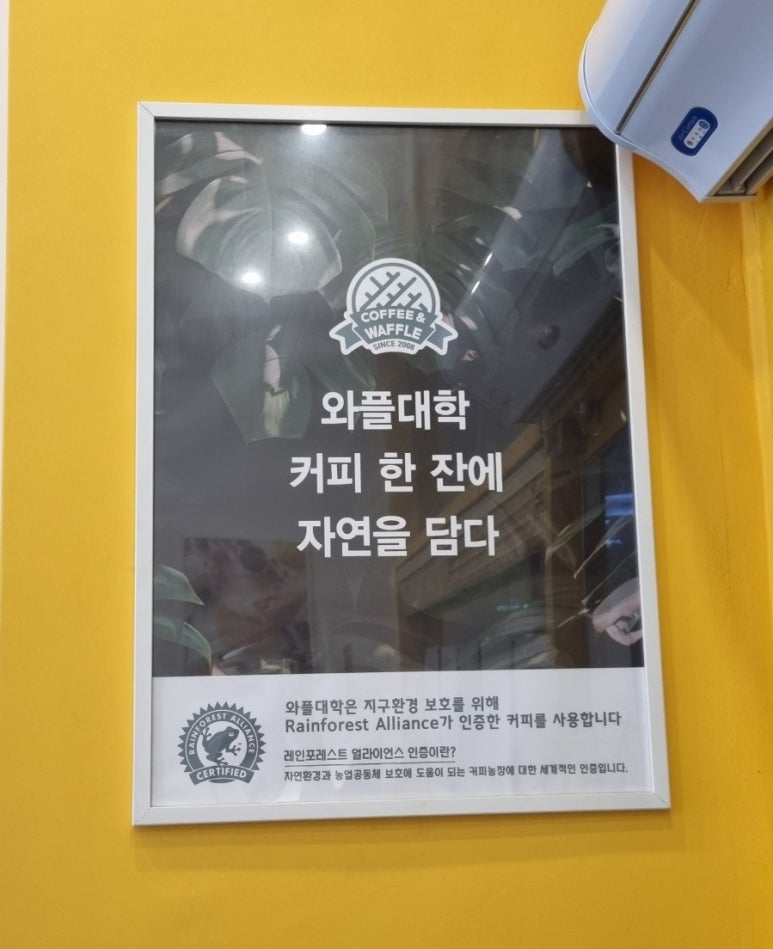 COFFEE &
WAFFLE
SINCE 2008
와플대학
커피 한 잔에
자연을 담다
와플대학은 지구환경 보호를 위해
Rainforest Alliance가 인증한 커피를 사용합니다
레인포레스트 얼라이언스 인증이란?
자연환경과 농업공동체 보호에 도움이 되는 커피농장에 대한 세계적인 인증입니다.
RAINFOREST ALLIANCE
CERTIFIED